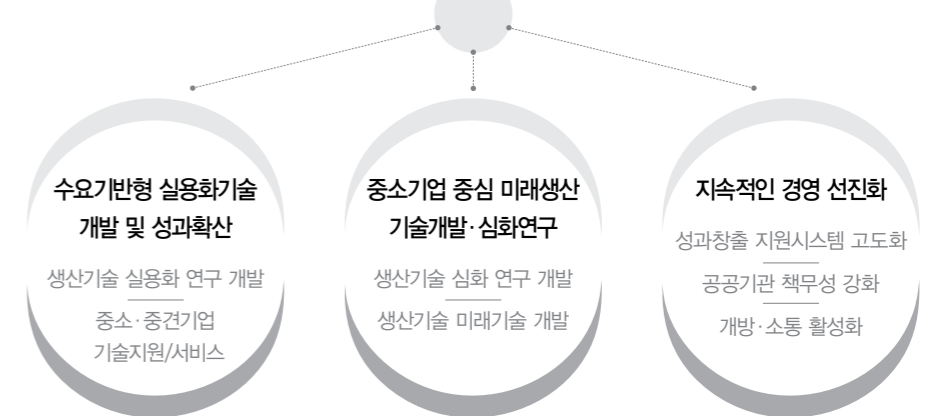 수요기반형 실용화기술
개발 및 성과확산
생산기술 실용화 연구 개발
중소·중견기업
기술지원/서비스
중소기업 중심 미래생산
기술개발·심화연구
생산기술 심화 연구 개발
생산기술 미래기술 개발
지속적인 경영 선진화
성과창출 지원시스템 고도화
공공기관 책무성 강화
개방·소통 활성화